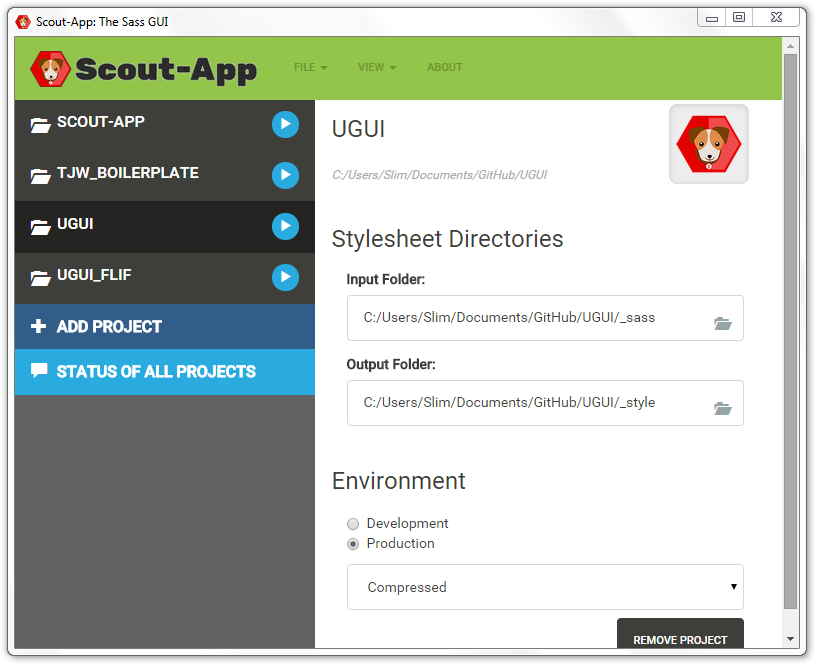 Scout-App: The Sass GUI
Scout-App
FILE VIEW ABOUT
SCOUT-APP
TJW_BOILERPLATE
UGUI
UGUI_FLIF
ADD PROJECT
STATUS OF ALL PROJECTS
UGUI
C:/Users/Slim/Documents/GitHub/UGUI
Stylesheet Directories
Input Folder:
C:/Users/Slim/Documents/GitHub/UGUI/_sass
Output Folder:
C:/Users/Slim/Documents/GitHub/UGUI/_style
Environment
Development
Production
Compressed
REMOVE PROJECT